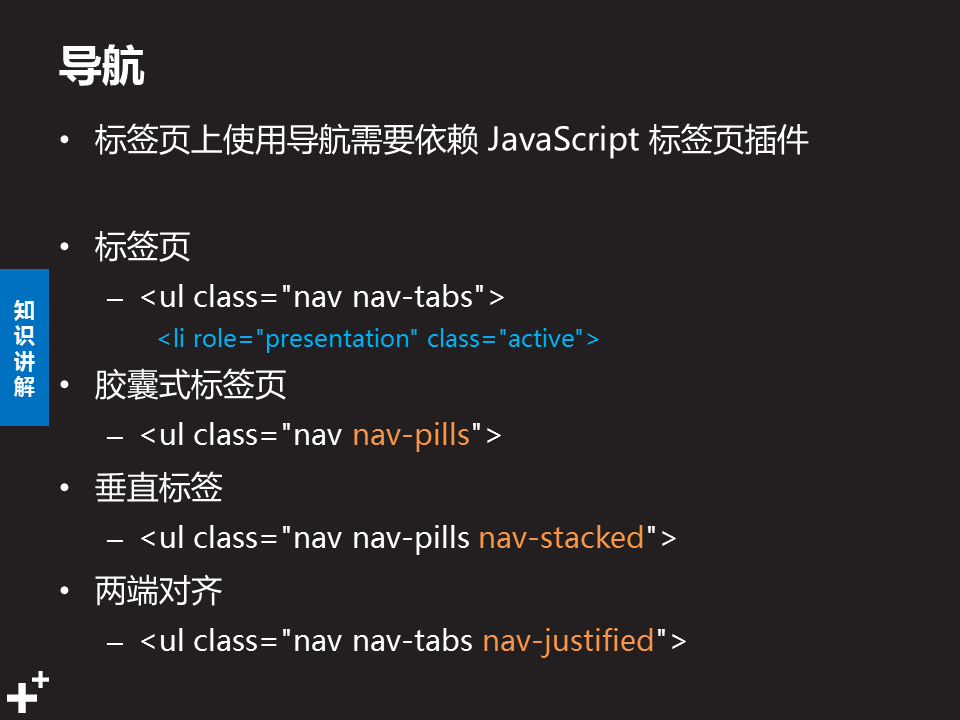 导航
• 标签页上使用导航需要依赖 JavaScript 标签页插件
• 标签页
– <ul class="nav nav-tabs">
<li role="presentation" class="active">
知识讲解
• 胶囊式标签页
– <ul class="nav nav-pills">
• 垂直标签
– <ul class="nav nav-pills nav-stacked">
• 两端对齐
– <ul class="nav nav-tabs nav-justified">